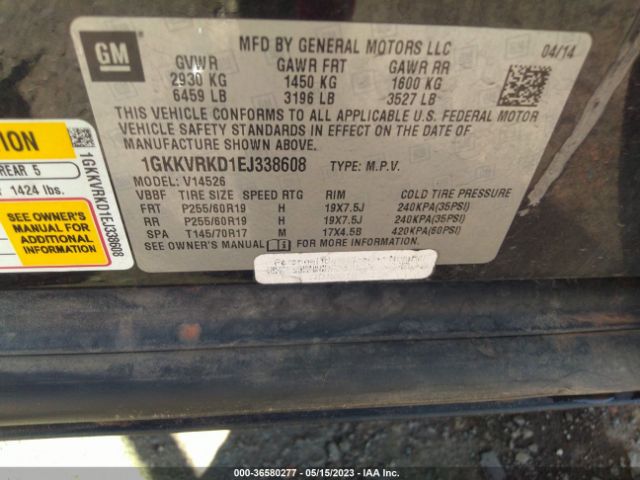 GM
MFD BY GENERAL MOTORS LLC 04/14
GVWR GAWR FRT GAWR RR
2930 KG 1450 KG 1600 KG
6459 LB 3196 LB 3527 LB
THIS VEHICLE CONFORMS TO ALL APPLICABLE U.S. FEDERAL MOTOR
VEHICLE SAFETY STANDARDS IN EFFECT ON THE DATE OF
MANUFACTURE SHOWN ABOVE.
1GKKVRKD1EJ338608 TYPE: M.P.V.
MODEL: V14526
VBBF TIRE SIZE SPEED RTG RIM COLD TIRE PRESSURE
FRT P255/60R19 H 19X7.5J 240KPA(35PSI)
RR P255/60R19 H 19X7.5J 240KPA(35PSI)
SPA T145/70R17 M 17X4.5B 420KPA(60PSI)
SEE OWNER'S MANUAL FOR MORE INFORMATION.
TION
REAR 5
1424 lbs.
SEE OWNER'S
MANUAL FOR
ADDITIONAL
INFORMATION
1GKKVRKD1EJ338608
000-36580277 - 05/15/2023 - IAA Inc.